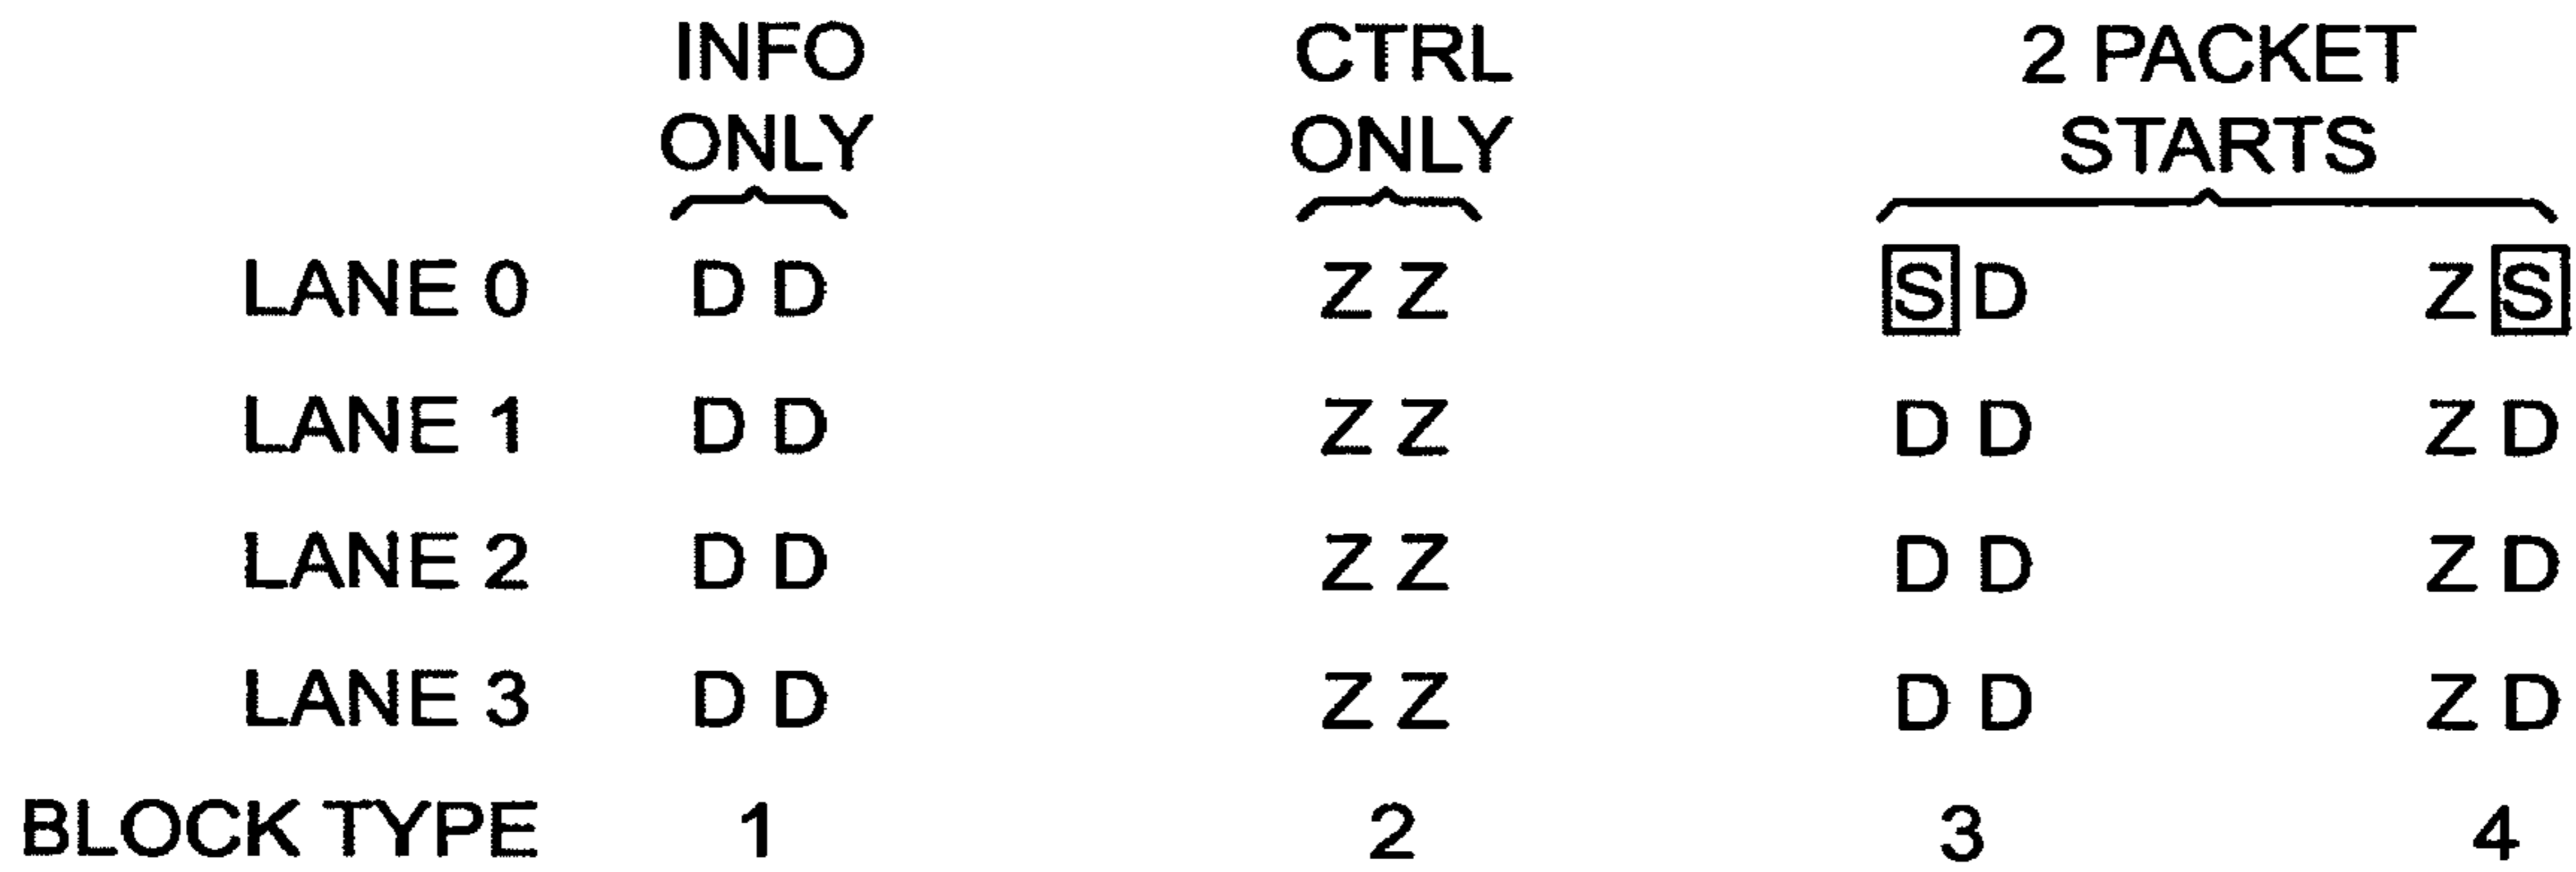 INFO CTRL 2 PACKET
ONLY ONLY STARTS
LANE 0 D D Z Z S D Z S
LANE 1 D D Z Z D D Z D
LANE 2 D D Z Z D D Z D
LANE 3 D D Z Z D D Z D
BLOCK TYPE 1 2 3 4